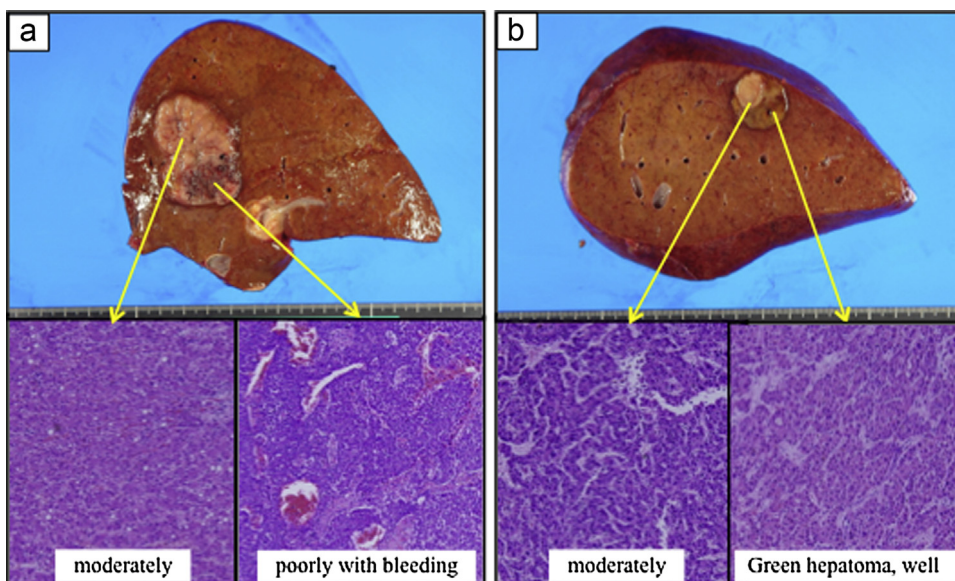 a
b
moderately
poorly with bleeding
moderately
Green hepatoma, well